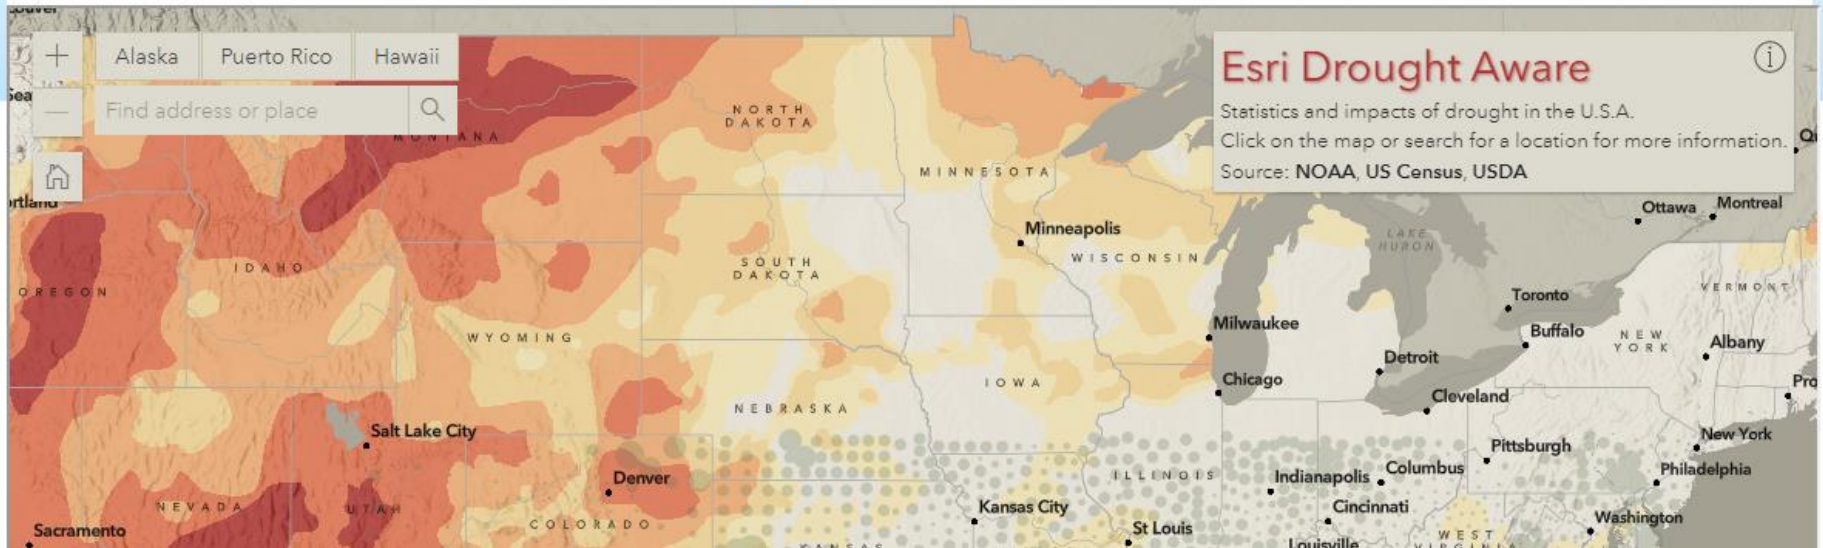 +
Alaska
Puerto Rico
Hawaii
Find address or place
Esri Drought Aware
Statistics and impacts of drought in the U.S.A.
Click on the map or search for a location for more information.
Source: NOAA, US Census, USDA
MONTANA
NORTH
DAKOTA
MINNESOTA
Minneapolis
Ottawa
Montreal
LAKE
HURON
IDAHO
OREGON
SOUTH
DAKOTA
WISCONSIN
Toronto
VERMONT
WYOMING
Milwaukee
Buffalo
NEW
YORK
Albany
Detroit
Chicago
IOWA
Cleveland
NEBRASKA
Salt Lake City
New York
Pittsburgh
Denver
ILLINOIS
Indianapolis
Columbus
Philadelphia
NEVADA
UTAH
COLORADO
Kansas City
Cincinnati
Washington
Sacramento
St Louis
WEST
VIRGINIA
KANSAS
Louisville